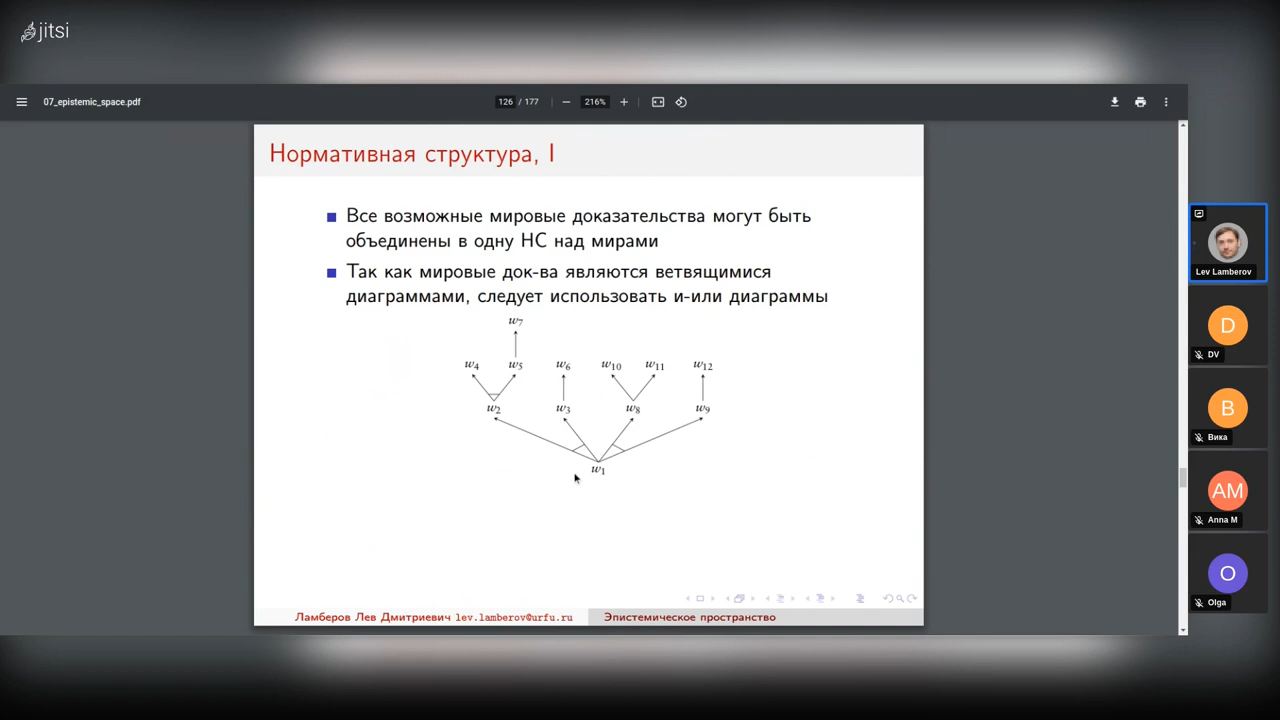 jitsi
07_epistemic_space.pdf
126 / 177
216%
Нормативная структура, I
Все возможные мировые доказательства могут быть
объединены в одну НС над мирами
Так как мировые док-ва являются ветвящимися
диаграммами, следует использовать и-или диаграммы
w7
w4 w5 w6 w10 w11 w12
w2 w3 w8 w9
w1
Ламберов Лев Дмитриевич lev.lamberov@urfu.ru
Эпистемическое пространство
Lev Lamberov
D
DV
В
Вика
AM
Anna M
O
Olga